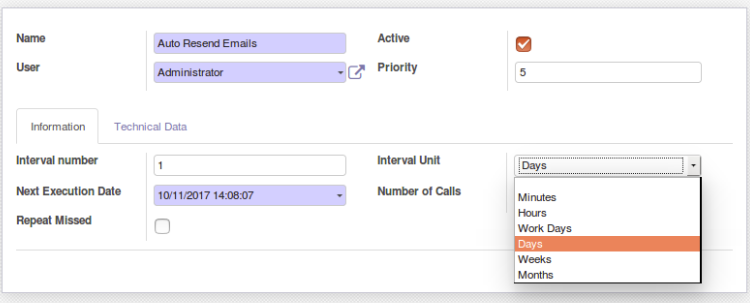 Name Auto Resend Emails Active
User Administrator Priority 5
Information Technical Data
Interval number 1 Interval Unit Days
Next Execution Date 10/11/2017 14:08:07 Number of Calls
Repeat Missed
Minutes
Hours
Work Days
Days
Weeks
Months